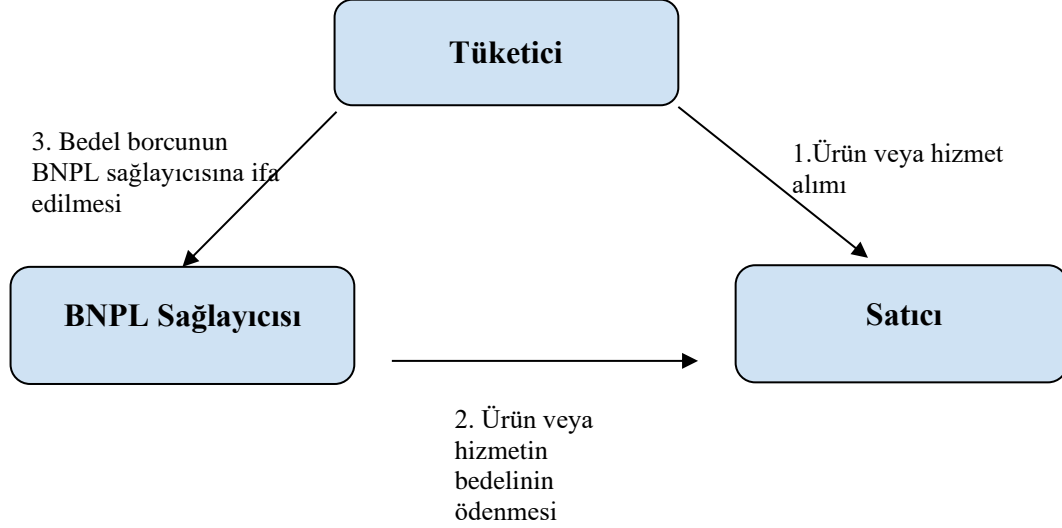 Tüketici
3. Bedel borcunun
BNPL sağlayıcısına ifa
edilmesi
1.Ürün veya hizmet
alımı
BNPL Sağlayıcısı
Satıcı
2. Ürün veya
hizmetin
bedelinin
ödenmesi